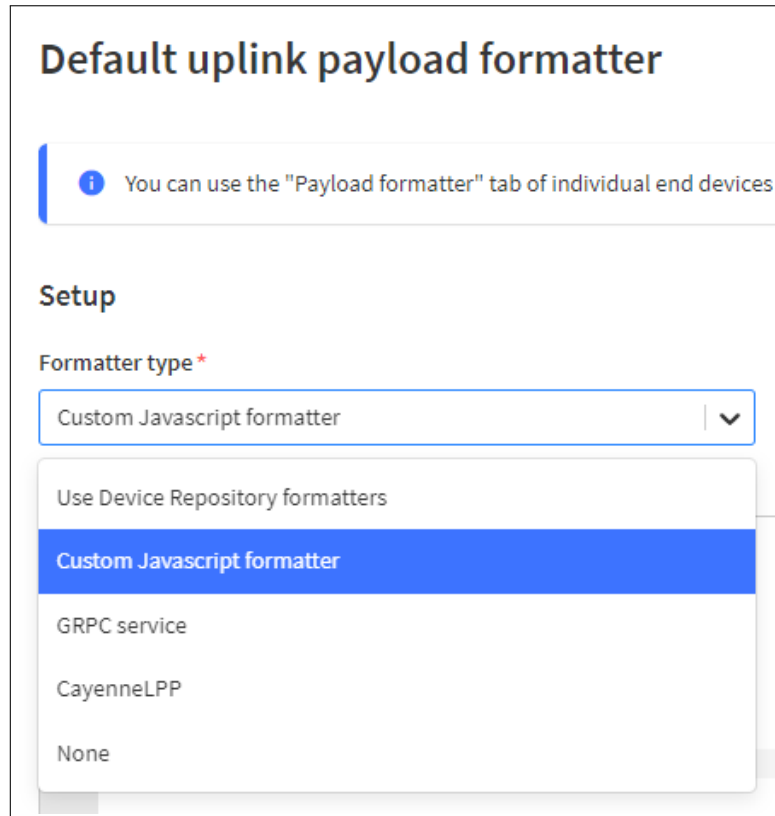 Default uplink payload formatter
You can use the "Payload formatter" tab of individual end devices
Setup
Formatter type *
Custom Javascript formatter
Use Device Repository formatters
Custom Javascript formatter
GRPC service
CayenneLPP
None